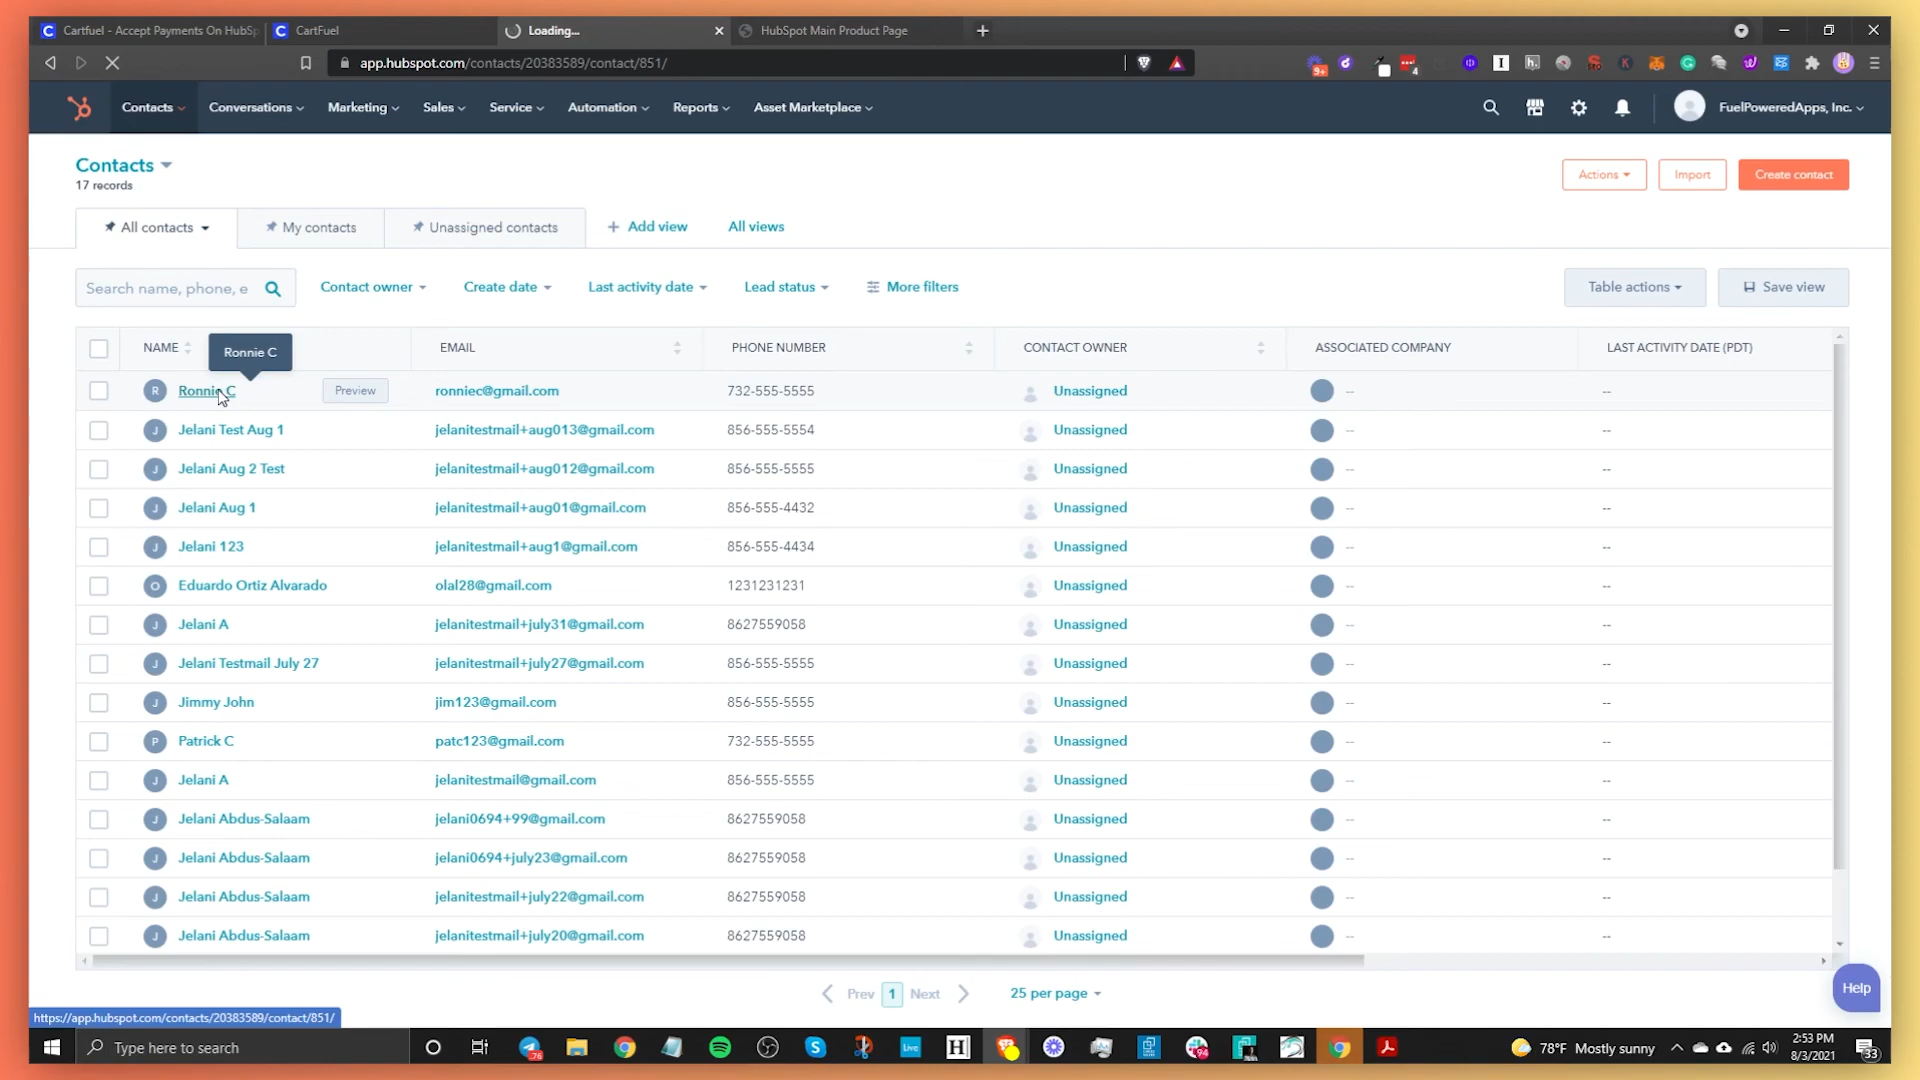 Cartfuel - Accept Payments On HubSp
CartFuel
Loading...
HubSpot Main Product Page
app.hubspot.com/contacts/20383589/contact/851/
9+
4
Contacts
Conversations
Marketing
Sales
Service
Automation
Reports
Asset Marketplace
FuelPoweredApps, Inc.
Contacts
17 records
Actions
Import
Create contact
All contacts
My contacts
Unassigned contacts
+ Add view
All views
Search name, phone, e
Contact owner
Create date
Last activity date
Lead status
More filters
Table actions
Save view
NAME
Ronnie C
EMAIL
PHONE NUMBER
CONTACT OWNER
ASSOCIATED COMPANY
LAST ACTIVITY DATE (PDT)
R Ronnie C Preview ronniec@gmail.com 732-555-5555 Unassigned -- --
J Jelani Test Aug 1 jelanitestmail+aug013@gmail.com 856-555-5554 Unassigned -- --
J Jelani Aug 2 Test jelanitestmail+aug012@gmail.com 856-555-5555 Unassigned -- --
J Jelani Aug 1 jelanitestmail+aug01@gmail.com 856-555-4432 Unassigned -- --
J Jelani 123 jelanitestmail+aug1@gmail.com 856-555-4434 Unassigned -- --
O Eduardo Ortiz Alvarado olal28@gmail.com 1231231231 Unassigned -- --
J Jelani A jelanitestmail+july31@gmail.com 8627559058 Unassigned -- --
J Jelani Testmail July 27 jelanitestmail+july27@gmail.com 856-555-5555 Unassigned -- --
J Jimmy John jim123@gmail.com 856-555-5555 Unassigned -- --
P Patrick C patc123@gmail.com 732-555-5555 Unassigned -- --
J Jelani A jelanitestmail@gmail.com 856-555-5555 Unassigned -- --
J Jelani Abdus-Salaam jelani0694+99@gmail.com 8627559058 Unassigned -- --
J Jelani Abdus-Salaam jelani0694+july23@gmail.com 8627559058 Unassigned -- --
J Jelani Abdus-Salaam jelanitestmail+july22@gmail.com 8627559058 Unassigned -- --
J Jelani Abdus-Salaam jelanitestmail+july20@gmail.com 8627559058 Unassigned -- --
Prev 1 Next
25 per page
Help
https://app.hubspot.com/contacts/20383589/contact/851/
Type here to search
76
Live
H
94
78°F Mostly sunny
2:53 PM
8/3/2021
33